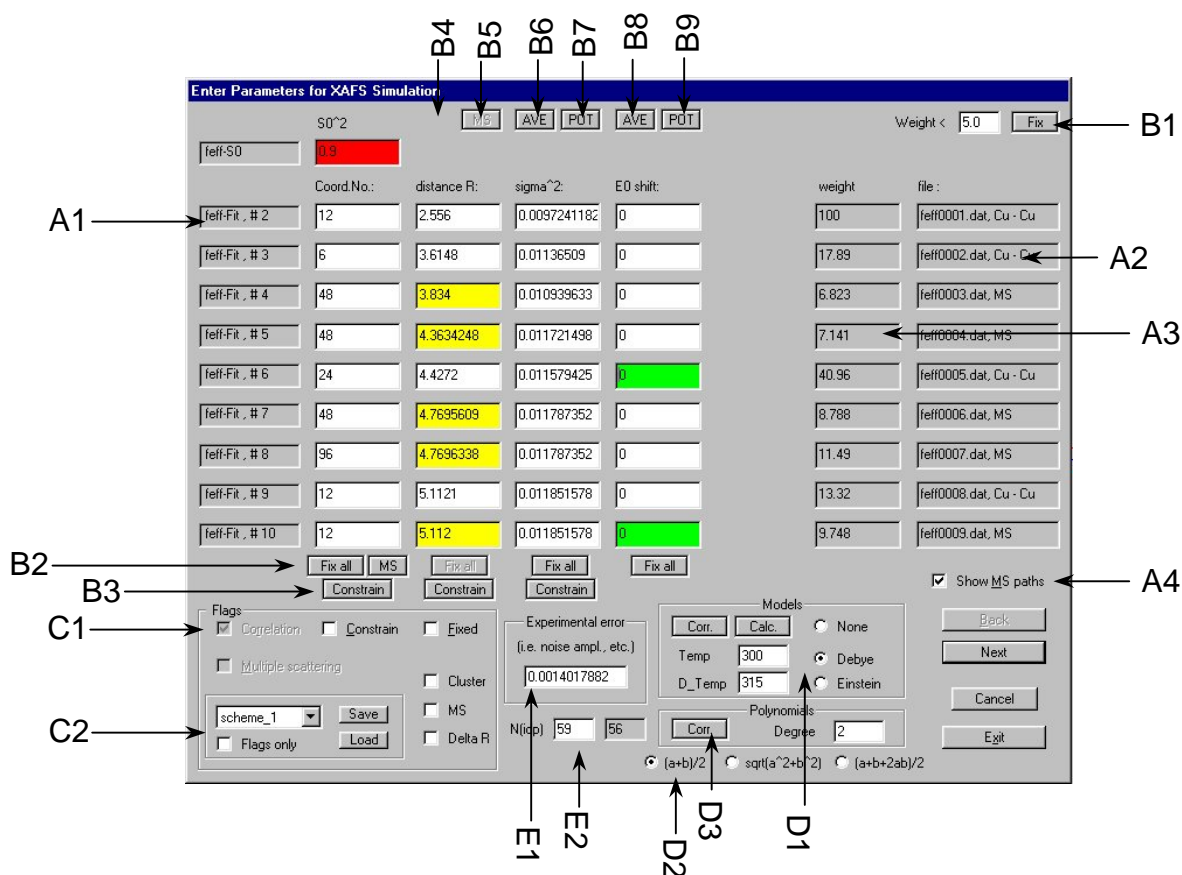 B4 B5 B6 B7 B8 B9
Enter Parameters for XAFS Simulation
S0^2 MS AVE POT AVE POT Weight < 5.0 Fix B1
feff-S0 0.9
Coord.No.: distance R: sigma^2: E0 shift: weight file :
A1 feff-Fit , # 2 12 2.556 0.0097241182 0 100 feff0001.dat, Cu - Cu
feff-Fit , # 3 6 3.6148 0.01136509 0 17.89 feff0002.dat, Cu - Cu A2
feff-Fit , # 4 48 3.834 0.010939633 0 6.823 feff0003.dat, MS
feff-Fit , # 5 48 4.3634248 0.011721498 0 7.141 feff0004.dat, MS A3
feff-Fit , # 6 24 4.4272 0.011579425 0 40.96 feff0005.dat, Cu - Cu
feff-Fit , # 7 48 4.7695609 0.011787352 0 8.788 feff0006.dat, MS
feff-Fit , # 8 96 4.7696338 0.011787352 0 11.49 feff0007.dat, MS
feff-Fit , # 9 12 5.1121 0.011851578 0 13.32 feff0008.dat, Cu - Cu
feff-Fit , # 10 12 5.112 0.011851578 0 9.748 feff0009.dat, MS
B2 Fix all MS Fix all Fix all Fix all
Show MS paths A4
B3 Constrain Constrain Constrain
Flags
C1 Correlation Constrain Fixed
Multiple scattering
Cluster
MS
Delta R
C2 scheme_1 Save
Flags only Load
Experimental error
(i.e. noise ampl., etc.)
0.0014017882
N(idp) 59 56
Models
Corr. Calc. None
Temp 300 Debye
D_Temp 315 Einstein
Polynomials
Corr. Degree 2
(a+b)/2 sqrt(a^2+b^2) (a+b+2ab)/2
Back
Next
Cancel
Exit
E1 E2 D2 D3 D1